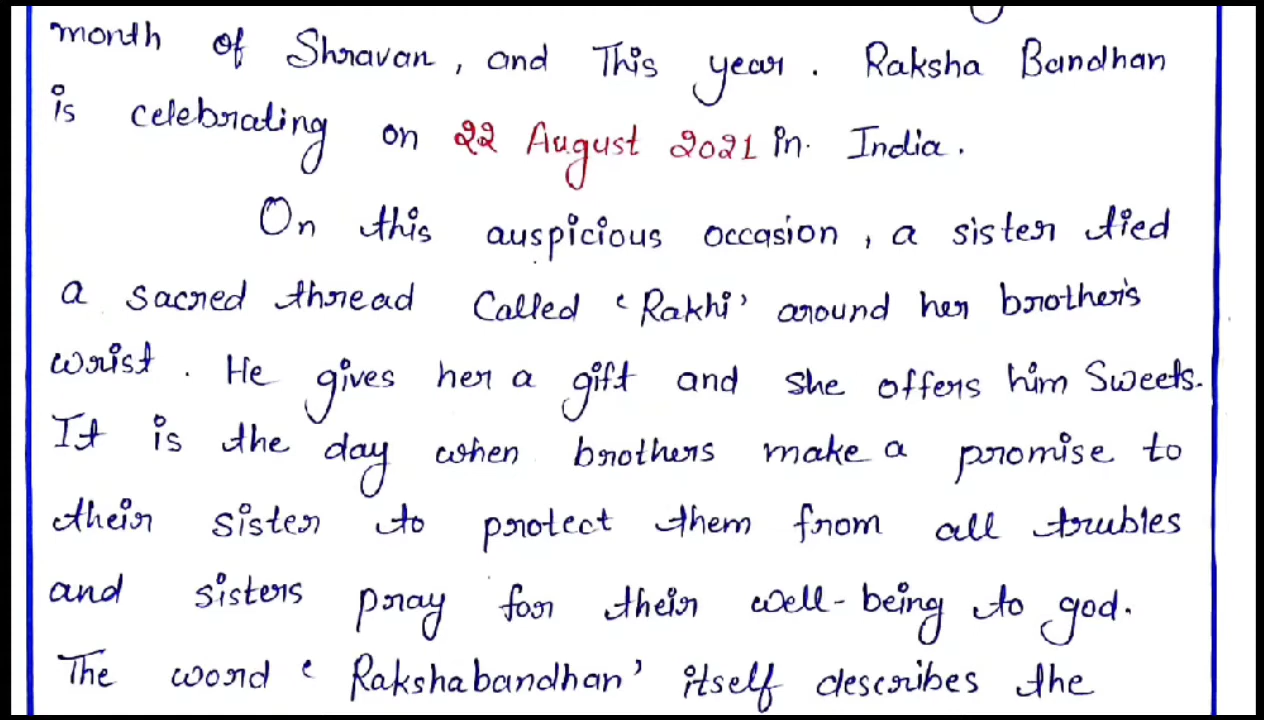 month of Shravan, and This year. Raksha Bandhan
is celebrating on 22 August 2021 in. India.
On this auspicious occasion, a sister tied
a sacred thread Called 'Rakhi' around her brother's
wrist. He gives her a gift and she offers him Sweets.
It is the day when brothers make a promise to
their sister to protect them from all trubles
and sisters pray for their well-being to god.
The word 'Rakshabandhan' itself describes the